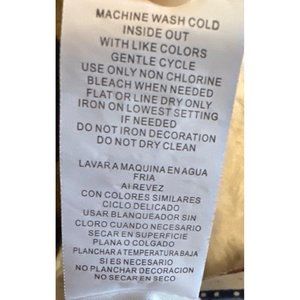 MACHINE WASH COLD
INSIDE OUT
WITH LIKE COLORS
GENTLE CYCLE
USE ONLY NON CHLORINE
BLEACH WHEN NEEDED
FLAT OR LINE DRY ONLY
IRON ON LOWEST SETTING
IF NEEDED
DO NOT IRON DECORATION
DO NOT DRY CLEAN
LAVAR A MAQUINA EN AGUA
FRIA
AI REVEZ
CON COLORES SIMILARES
CICLO DELICADO
USAR BLANQUEADOR SIN
CLORO CUANDO NECESARIO
SECAR EN SUPERFICIE
PLANA O COLGADO
PLANCHAR A TEMPERATURA BAJA
SI ES NECESARIO
NO PLANCHAR DECORACION
NO SECAR EN SECO